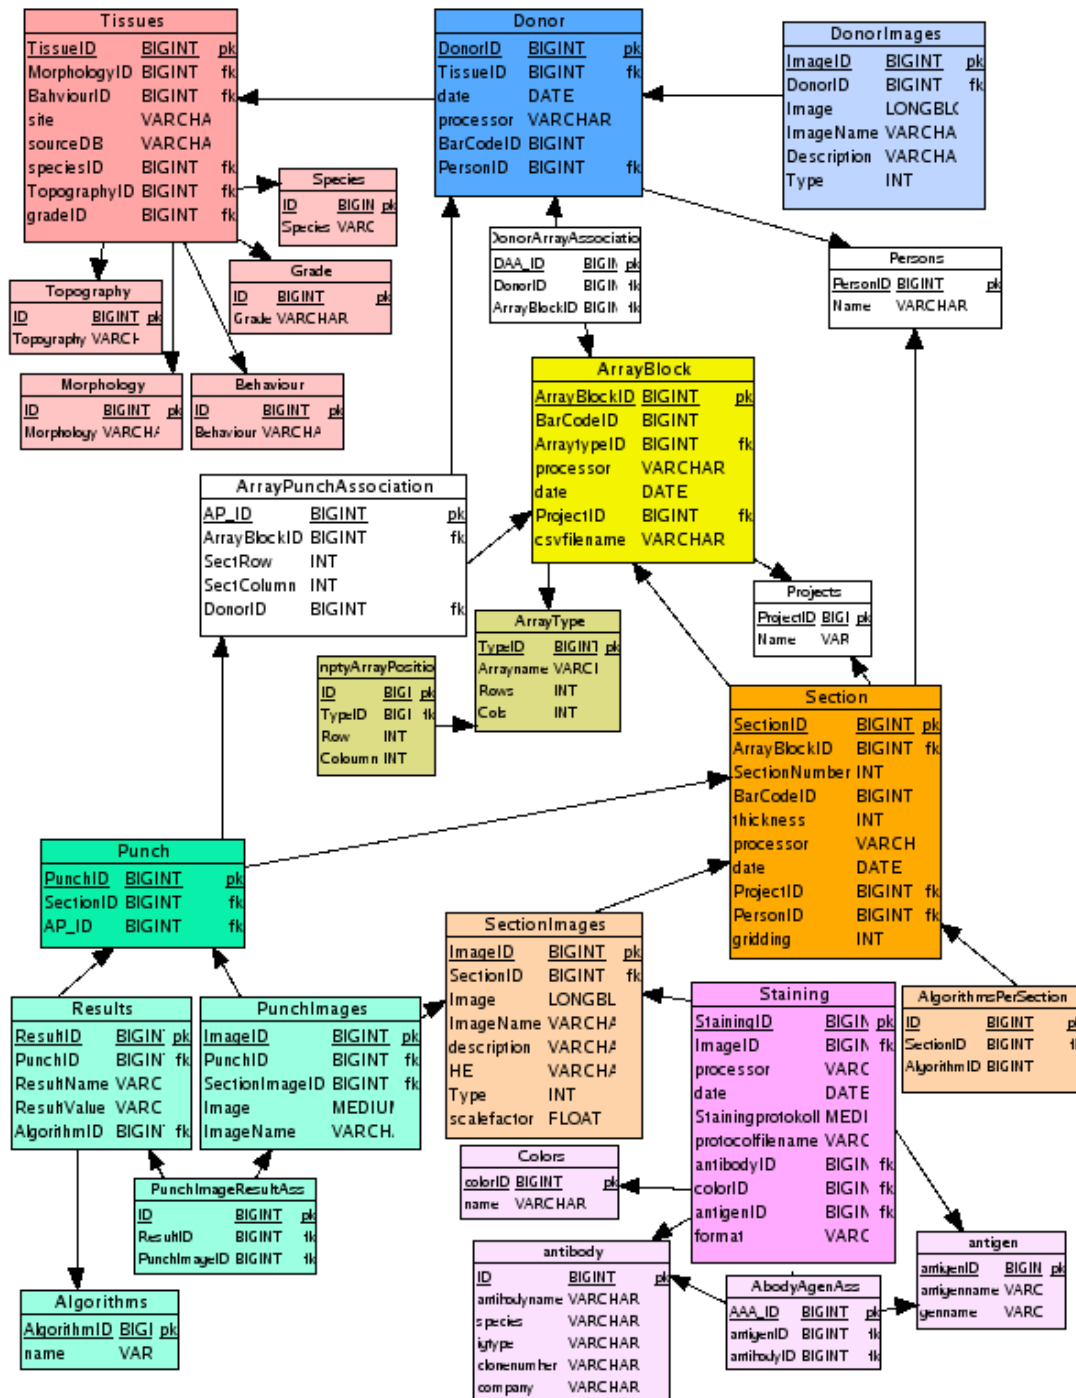 Tissues
TissueID BIGINT pk
MorphologyID BIGINT fk
BahviourID BIGINT fk
site VARCHA
sourceDB VARCHA
speciesID BIGINT fk
TopographyID BIGINT fk
gradeID BIGINT fk
Donor
DonorID BIGINT pk
TissueID BIGINT fk
date DATE
processor VARCHAR
BarCodeID BIGINT
PersonID BIGINT fk
DonorImages
ImageID BIGINT pk
DonorID BIGINT fk
Image LONGBLO
ImageName VARCHA
Description VARCHA
Type INT
Species
ID BIGIN pk
Species VARC
Grade
ID BIGINT pk
Grade VARCHAR
Topography
ID BIGINT pk
Topography VARCH
Morphology
ID BIGINT pk
Morphology VARCHA
Behaviour
ID BIGINT pk
Behaviour VARCHA
DonorArrayAssociation
DAA_ID BIGIN pk
DonorID BIGIN fk
ArrayBlockID BIGIN fk
Persons
PersonID BIGINT pk
Name VARCHAR
ArrayBlock
ArrayBlockID BIGINT pk
BarCodeID BIGINT
ArraytypeID BIGINT fk
processor VARCHAR
date DATE
ProjectID BIGINT fk
csvfilename VARCHAR
ArrayPunchAssociation
AP_ID BIGINT pk
ArrayBlockID BIGINT fk
SectRow INT
SectColumn INT
DonorID BIGINT fk
Projects
ProjectID BIGI pk
Name VAR
ArrayType
TypeID BIGINT pk
Arrayname VARCI
Rows INT
Cols INT
nptyArrayPositio
ID BIGI pk
TypeID BIGI fk
Row INT
Coloumn INT
Section
SectionID BIGINT pk
ArrayBlockID BIGINT fk
SectionNumber INT
BarCodeID BIGINT
thickness INT
processor VARCH
date DATE
ProjectID BIGINT fk
PersonID BIGINT fk
gridding INT
Punch
PunchID BIGINT pk
SectionID BIGINT fk
AP_ID BIGINT fk
SectionImages
ImageID BIGINT pk
SectionID BIGINT fk
Image LONGBL
ImageName VARCHA
description VARCHA
HE VARCHA
Type INT
scalefactor FLOAT
Results
ResultID BIGINT pk
PunchID BIGINT fk
ResultName VARC
ResultValue VARC
AlgorithmID BIGINT fk
PunchImages
ImageID BIGINT pk
PunchID BIGINT fk
SectionImageID BIGINT fk
Image MEDIUM
ImageName VARCHA
Staining
StainingID BIGIN pk
ImageID BIGIN fk
processor VARC
date DATE
Stainingprotokoll MEDI
protocolfilename VARC
antibodyID BIGIN fk
colorID BIGIN fk
antigenID BIGIN fk
format VARC
AlgorithmsPerSection
ID BIGINT pk
SectionID BIGINT f
AlgorithmID BIGINT
Colors
colorID BIGINT pk
name VARCHAR
PunchImageResultAss
ID BIGINT pk
ResultID BIGINT fk
PunchImageID BIGINT fk
antibody
ID BIGINT pk
antibodyname VARCHAR
species VARCHAR
igtype VARCHAR
clonenumber VARCHAR
company VARCHAR
antigen
antigenID BIGIN pk
antigenname VARC
genname VARC
AbodyAgenAss
AAA_ID BIGINT pk
antigenID BIGINT fk
antibodyID BIGINT fk
Algorithms
AlgorithmID BIGI pk
name VAR